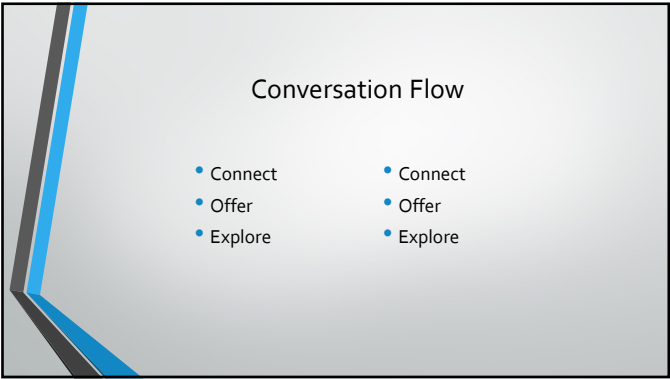 Conversation Flow
Connect
Offer
Explore
Connect
Offer
Explore